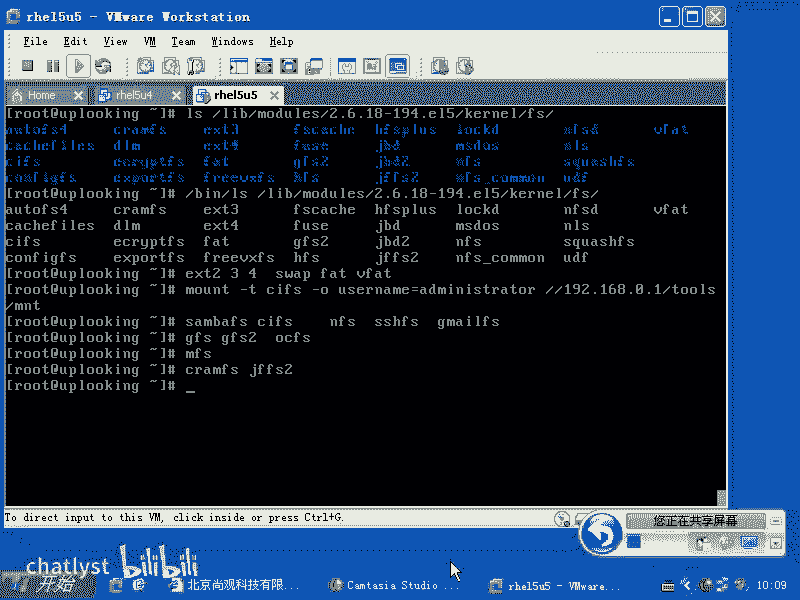 rhel5u5 - VMware Workstation
File Edit View VM Team Windows Help
Home rhel5u4 rhel5u5
[root@uplooking ~]# ls /lib/modules/2.6.18-194.el5/kernel/fs/
autofs4 cramfs ext3 fscache hfsplus lockd nfsd vfat
cachefiles dlm ext4 fuse jbd msdos nls
cifs ecryptfs fat gfs2 jbd2 nfs squashfs
configfs exportfs freevxfs hfs jffs2 nfs_common udf
[root@uplooking ~]# /bin/ls /lib/modules/2.6.18-194.el5/kernel/fs/
autofs4 cramfs ext3 fscache hfsplus lockd nfsd vfat
cachefiles dlm ext4 fuse jbd msdos nls
cifs ecryptfs fat gfs2 jbd2 nfs squashfs
configfs exportfs freevxfs hfs jffs2 nfs_common udf
[root@uplooking ~]# ext2 3 4 swap fat vfat
[root@uplooking ~]# mount -t cifs -o username=administrator //192.168.0.1/tools
/mnt
[root@uplooking ~]# sambafs cifs nfs sshfs gmailfs
[root@uplooking ~]# gfs gfs2 ocfs
[root@uplooking ~]# mfs
[root@uplooking ~]# cramfs jffs2
[root@uplooking ~]# _
To direct input to this VM, click inside or press Ctrl+G.
您正在共享屏幕
chatlyst bilibili
开始 北京尚观科技有限... Camtasia Studio ... rhel5u5 - VMware... 10:09